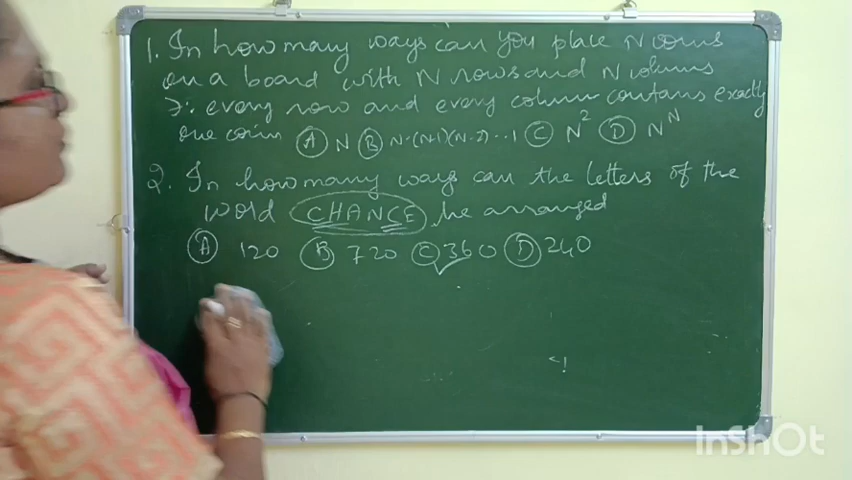 1. In how many ways can you place N coins
on a board with N rows and N columns
∋: every row and every column contains exactly
one coin (A) N (B) N·(N-1)(N-2)...1 (C) N² (D) N^N
2. In how many ways can the letters of the
word CHANCE be arranged
(A) 120 (B) 720 (C) 360 (D) 240
InShOt